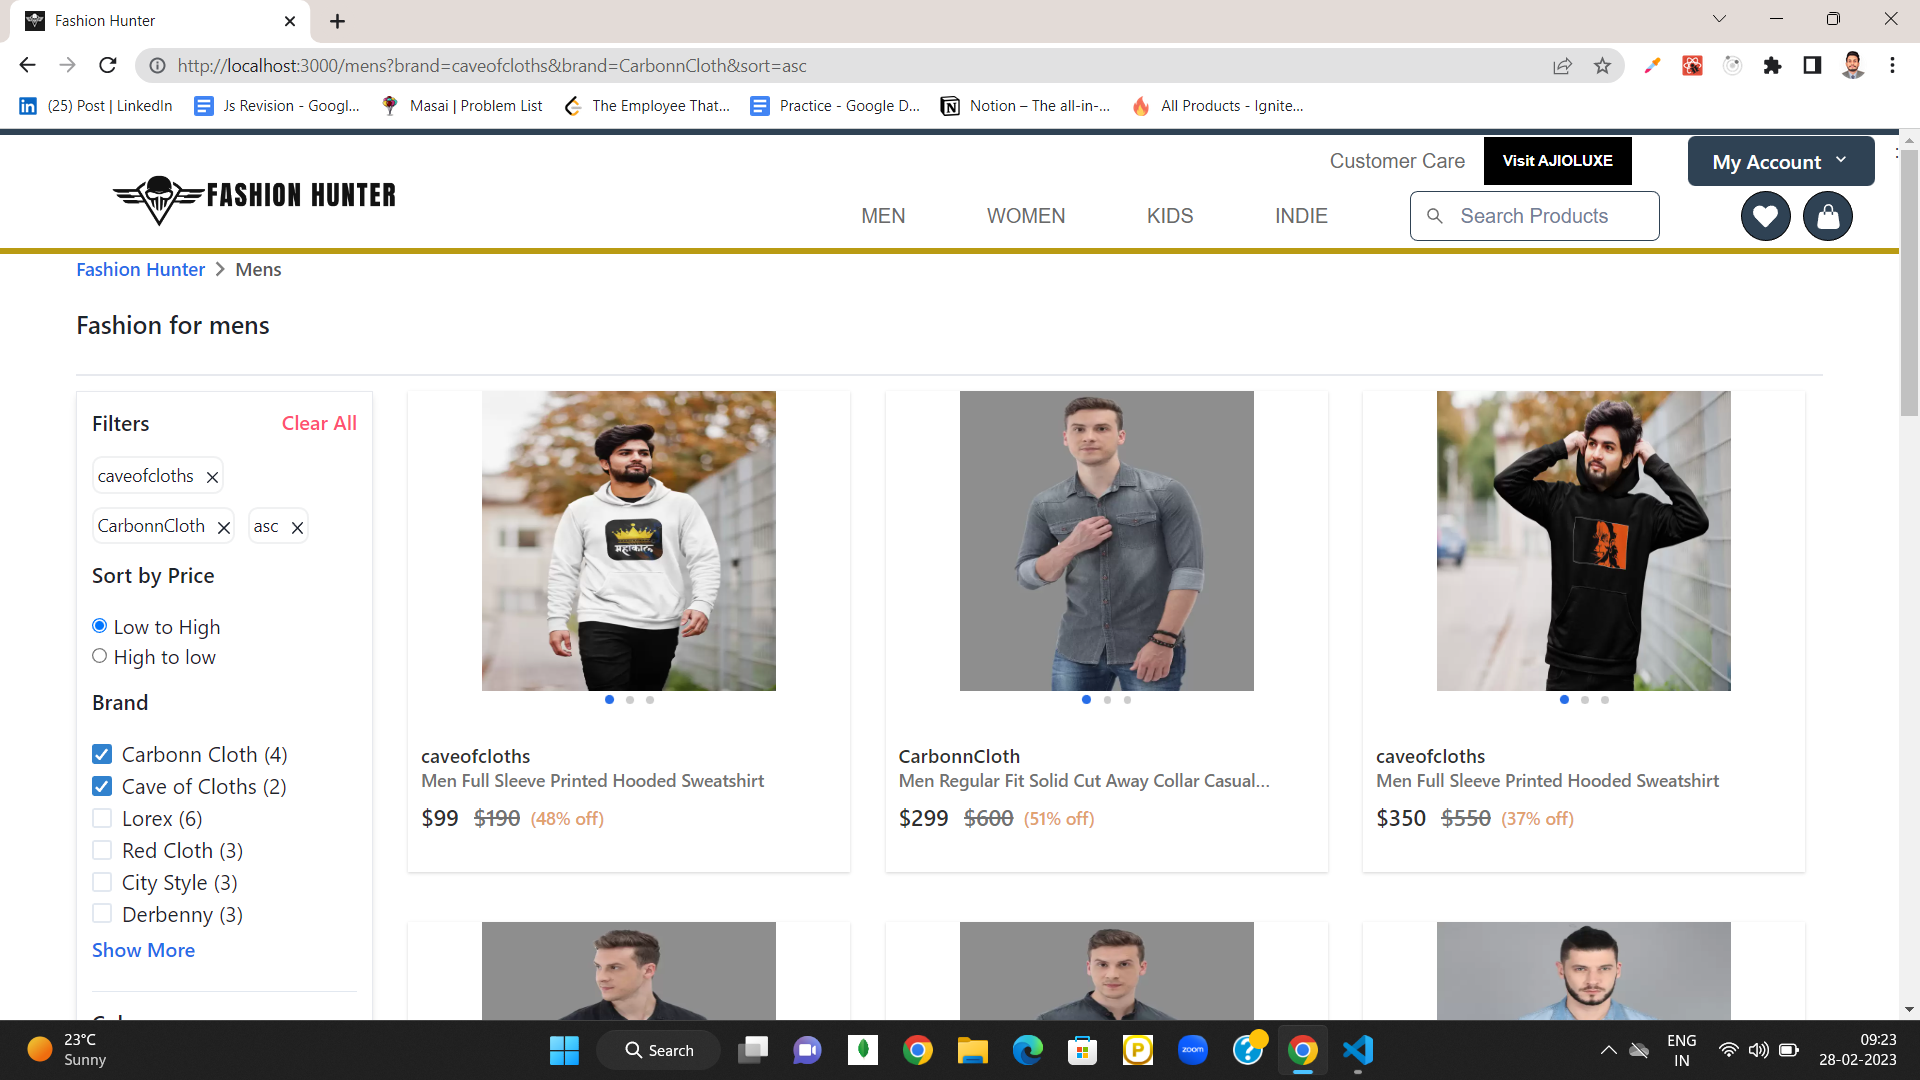 Fashion Hunter
http://localhost:3000/mens?brand=caveofcloths&brand=CarbonnCloth&sort=asc
(25) Post | LinkedIn Js Revision - Googl... Masai | Problem List The Employee That... Practice - Google D... Notion – The all-in-... All Products - Ignite...
Customer Care Visit AJIOLUXE My Account
FASHION HUNTER
MEN WOMEN KIDS INDIE Search Products
Fashion Hunter > Mens
Fashion for mens
Filters Clear All
caveofcloths
CarbonnCloth asc
Sort by Price
Low to High
High to low
Brand
Carbonn Cloth (4)
Cave of Cloths (2)
Lorex (6)
Red Cloth (3)
City Style (3)
Derbenny (3)
Show More
महाकाल
caveofcloths
Men Full Sleeve Printed Hooded Sweatshirt
$99 $190 (48% off)
CarbonnCloth
Men Regular Fit Solid Cut Away Collar Casual...
$299 $600 (51% off)
caveofcloths
Men Full Sleeve Printed Hooded Sweatshirt
$350 $550 (37% off)
23°C
Sunny
Search
zoom
ENG
IN
09:23
28-02-2023